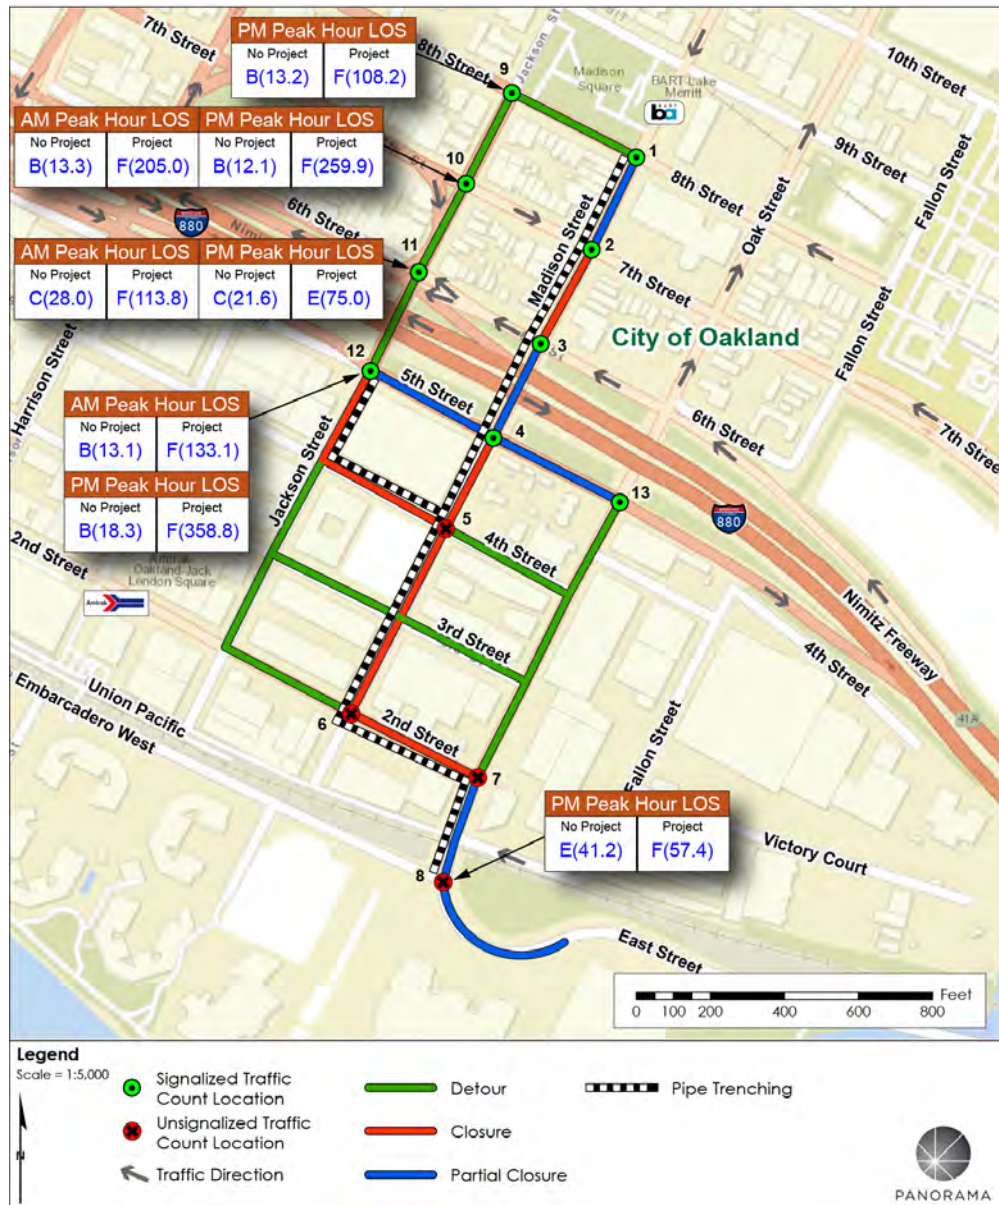 PM Peak Hour LOS
No Project Project
B(13.2) F(108.2)
AM Peak Hour LOS PM Peak Hour LOS
No Project Project No Project Project
B(13.3) F(205.0) B(12.1) F(259.9)
AM Peak Hour LOS PM Peak Hour LOS
No Project Project No Project Project
C(28.0) F(113.8) C(21.6) E(75.0)
AM Peak Hour LOS
No Project Project
B(13.1) F(133.1)
PM Peak Hour LOS
No Project Project
B(18.3) F(358.8)
PM Peak Hour LOS
No Project Project
E(41.2) F(57.4)
7th Street
8th Street
Jackson St
Madison
Square
BART-Lake
Merritt
ba
10th Street
9th Street
8th Street
Oak Street
Fallon Street
Fallon Street
7th Street
Madison Street
City of Oakland
6th Street
880
5th Street
6th Street
7th Street
Harrison Street
Jackson Street
880
4th Street
3rd Street
Nimitz Freeway
4th Street
41A
2nd Street
Amtrak
Oakland-Jack
London Square
Amtrak
Union Pacific
Embarcadero West
2nd Street
Fallon Street
Victory Court
East Street
1
2
3
4
5
6
7
8
9
10
11
12
13
Feet
0 100 200 400 600 800
Legend
Scale = 1:5,000
N
Signalized Traffic
Count Location
Unsignalized Traffic
Count Location
Traffic Direction
Detour
Closure
Partial Closure
Pipe Trenching
PANORAMA